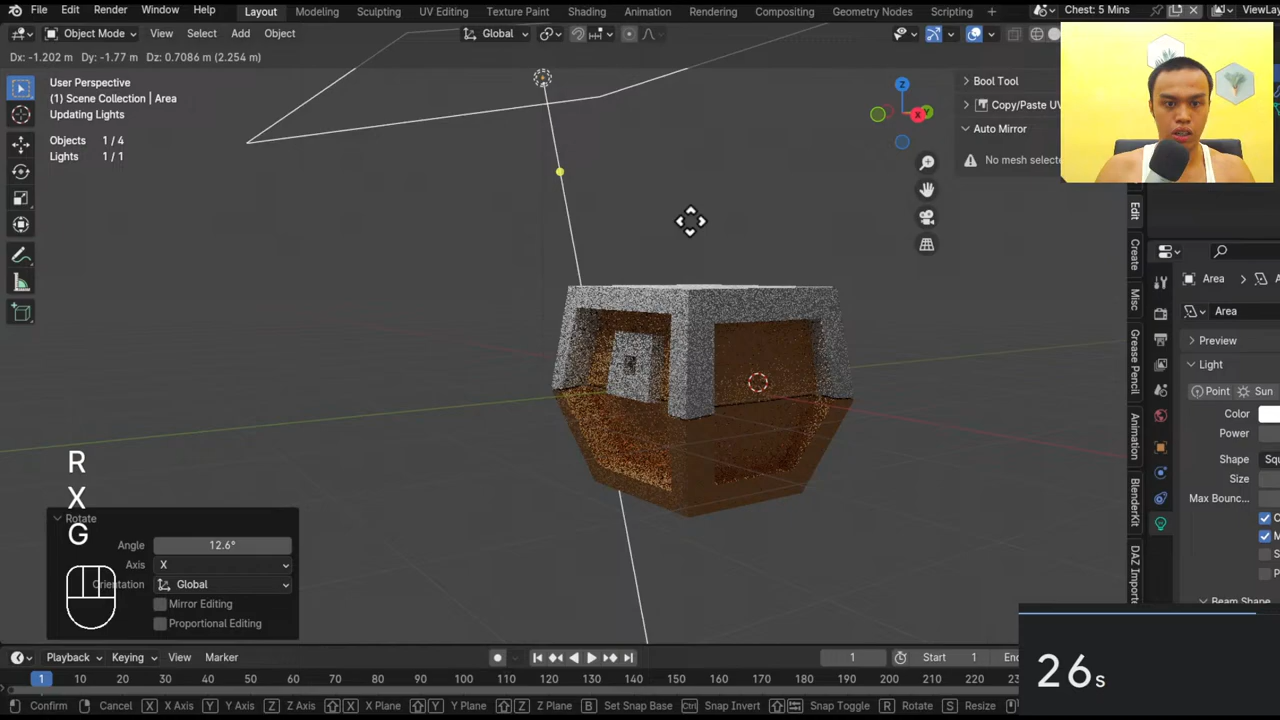 File Edit Render Window Help Layout Modeling Sculpting UV Editing Texture Paint Shading Animation Rendering Compositing Geometry Nodes Scripting + Chest: 5 Mins ViewLay
Object Mode View Select Add Object Global
Dx: -1.202 m Dy: -1.77 m Dz: 0.7086 m (2.254 m)
User Perspective
(1) Scene Collection | Area
Updating Lights
Objects 1 / 4
Lights 1 / 1
Z
Y
X
Bool Tool
Copy/Paste UV
Auto Mirror
No mesh selecte
Edit
Create
Misc
Grease Pencil
Animation
BlenderKit
DAZ Importe
Area
Area
Preview
Light
Point Sun
Color
Power
Shape Squ
Size
Max Bounc...
C
M
S
P
Beam Shape
R
X
G
Rotate
Angle 12.6°
Axis X
Orientation Global
Mirror Editing
Proportional Editing
26s
Playback Keying View Marker 1 Start 1 En
1 10 20 30 40 50 60 70 80 90 100 110 120 130 140 150 160 170 180 190 200 210 220 23
Confirm Cancel X X Axis Y Y Axis Z Z Axis X X Plane Y Y Plane Z Z Plane B Set Snap Base Ctrl Snap Invert Snap Toggle R Rotate S Resize